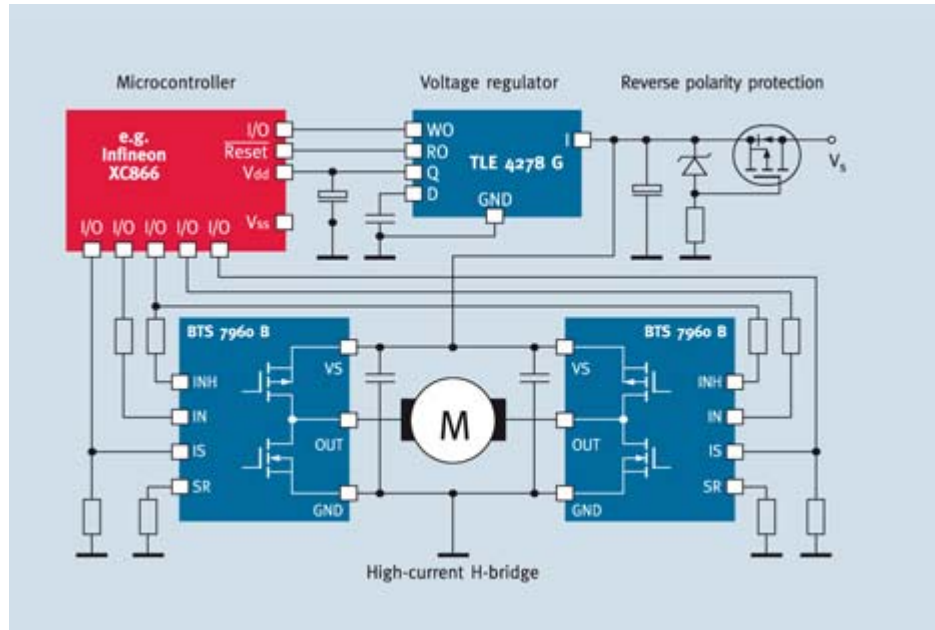 Microcontroller
Voltage regulator
Reverse polarity protection
e.g.
Infineon
XC866
I/O
Reset
Vdd
Vss
I/O I/O I/O I/O I/O
WO
RO
Q
D
TLE 4278 G
I
GND
Vs
BTS 7960 B
INH
IN
IS
SR
VS
OUT
GND
M
BTS 7960 B
VS
OUT
GND
INH
IN
IS
SR
High-current H-bridge